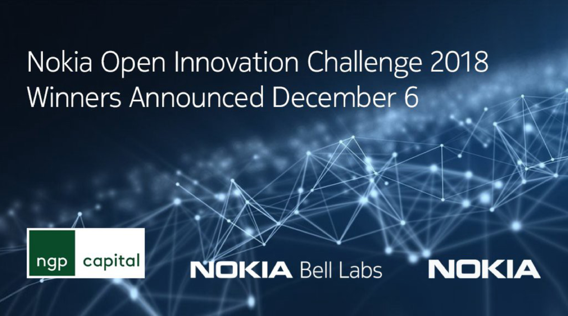 Nokia Open Innovation Challenge 2018
Winners Announced December 6
ngp capital
NOKIA Bell Labs
NOKIA